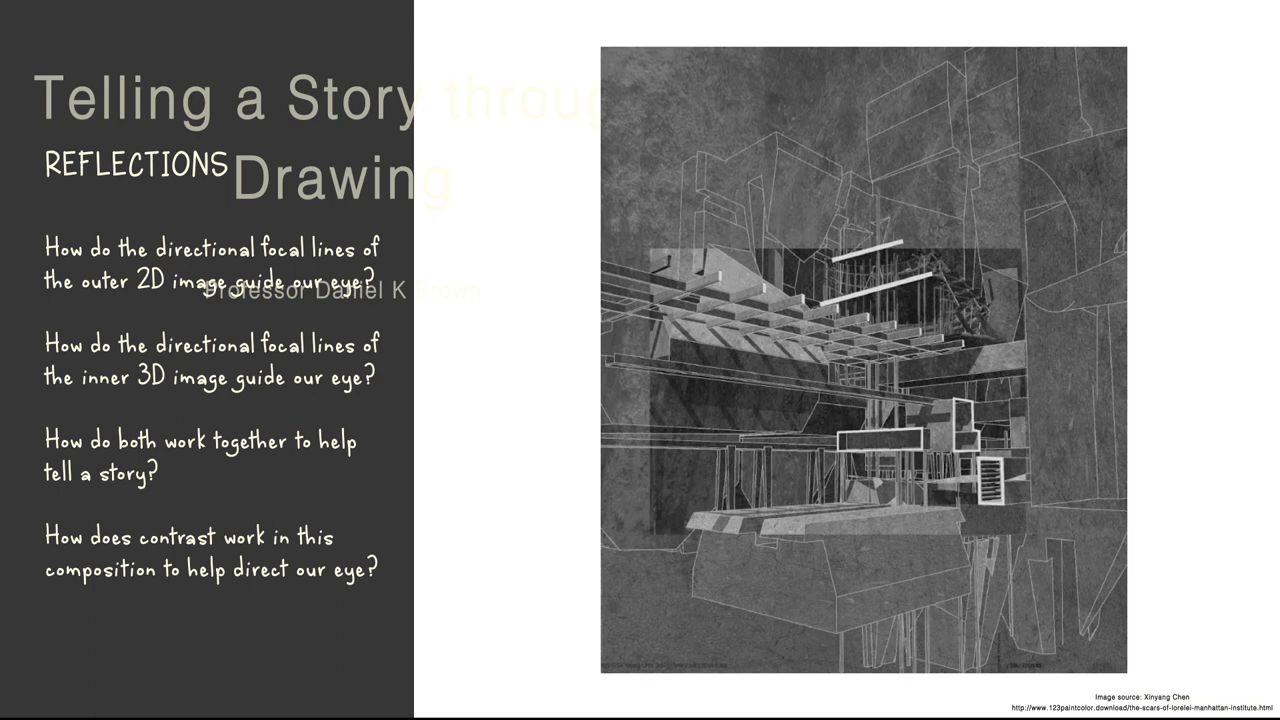 Telling a Story throug
Drawing
REFLECTIONS
How do the directional focal lines of
the outer 2D image guide our eye?
Professor Daniel K Brown
How do the directional focal lines of
the inner 3D image guide our eye?
How do both work together to help
tell a story?
How does contrast work in this
composition to help direct our eye?
Image source: Xinyang Chen
http://www.123paintcolor.download/the-scars-of-lorelei-manhattan-institute.html